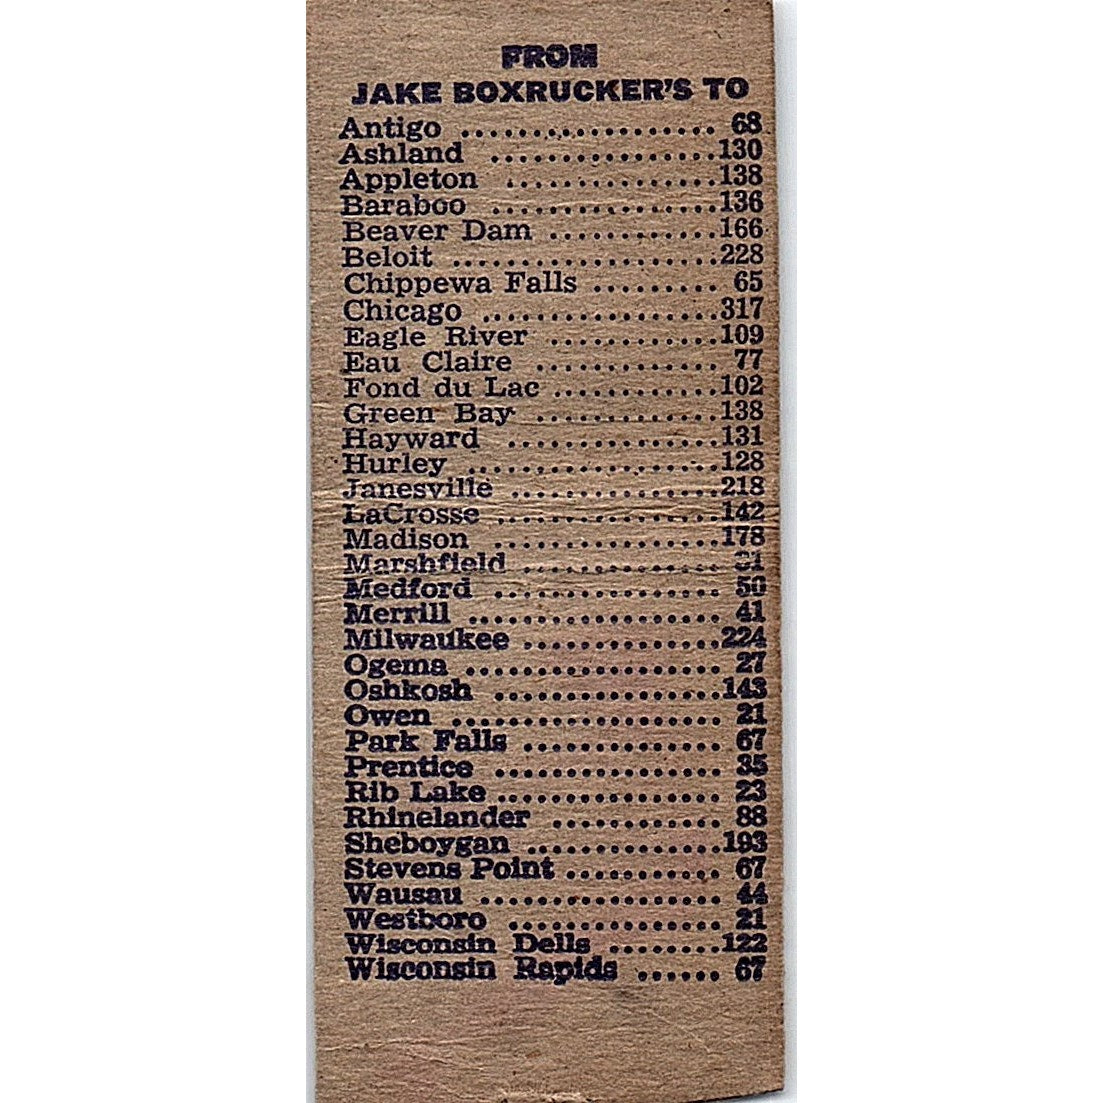 FROM
JAKE BOXRUCKER'S TO
Antigo .................. 68
Ashland ................130
Appleton ...............138
Baraboo ................136
Beaver Dam ............166
Beloit ...................228
Chippewa Falls ......... 65
Chicago .................317
Eagle River ............109
Eau Claire ............. 77
Fond du Lac ............102
Green Bay .............138
Hayward ...............131
Hurley ..................128
Janesville ...............218
LaCrosse ................142
Madison ................178
Marshfield ................ 31
Medford ................ 50
Merrill .................. 41
Milwaukee ..............224
Ogema .................. 27
Oshkosh ................143
Owen ................... 21
Park Falls .............. 67
Prentice ................ 35
Rib Lake ................ 23
Rhinelander ............ 88
Sheboygan ..............193
Stevens Point ........... 67
Wausau ................. 44
Westboro ............... 21
Wisconsin Dells ........122
Wisconsin Rapids ...... 67